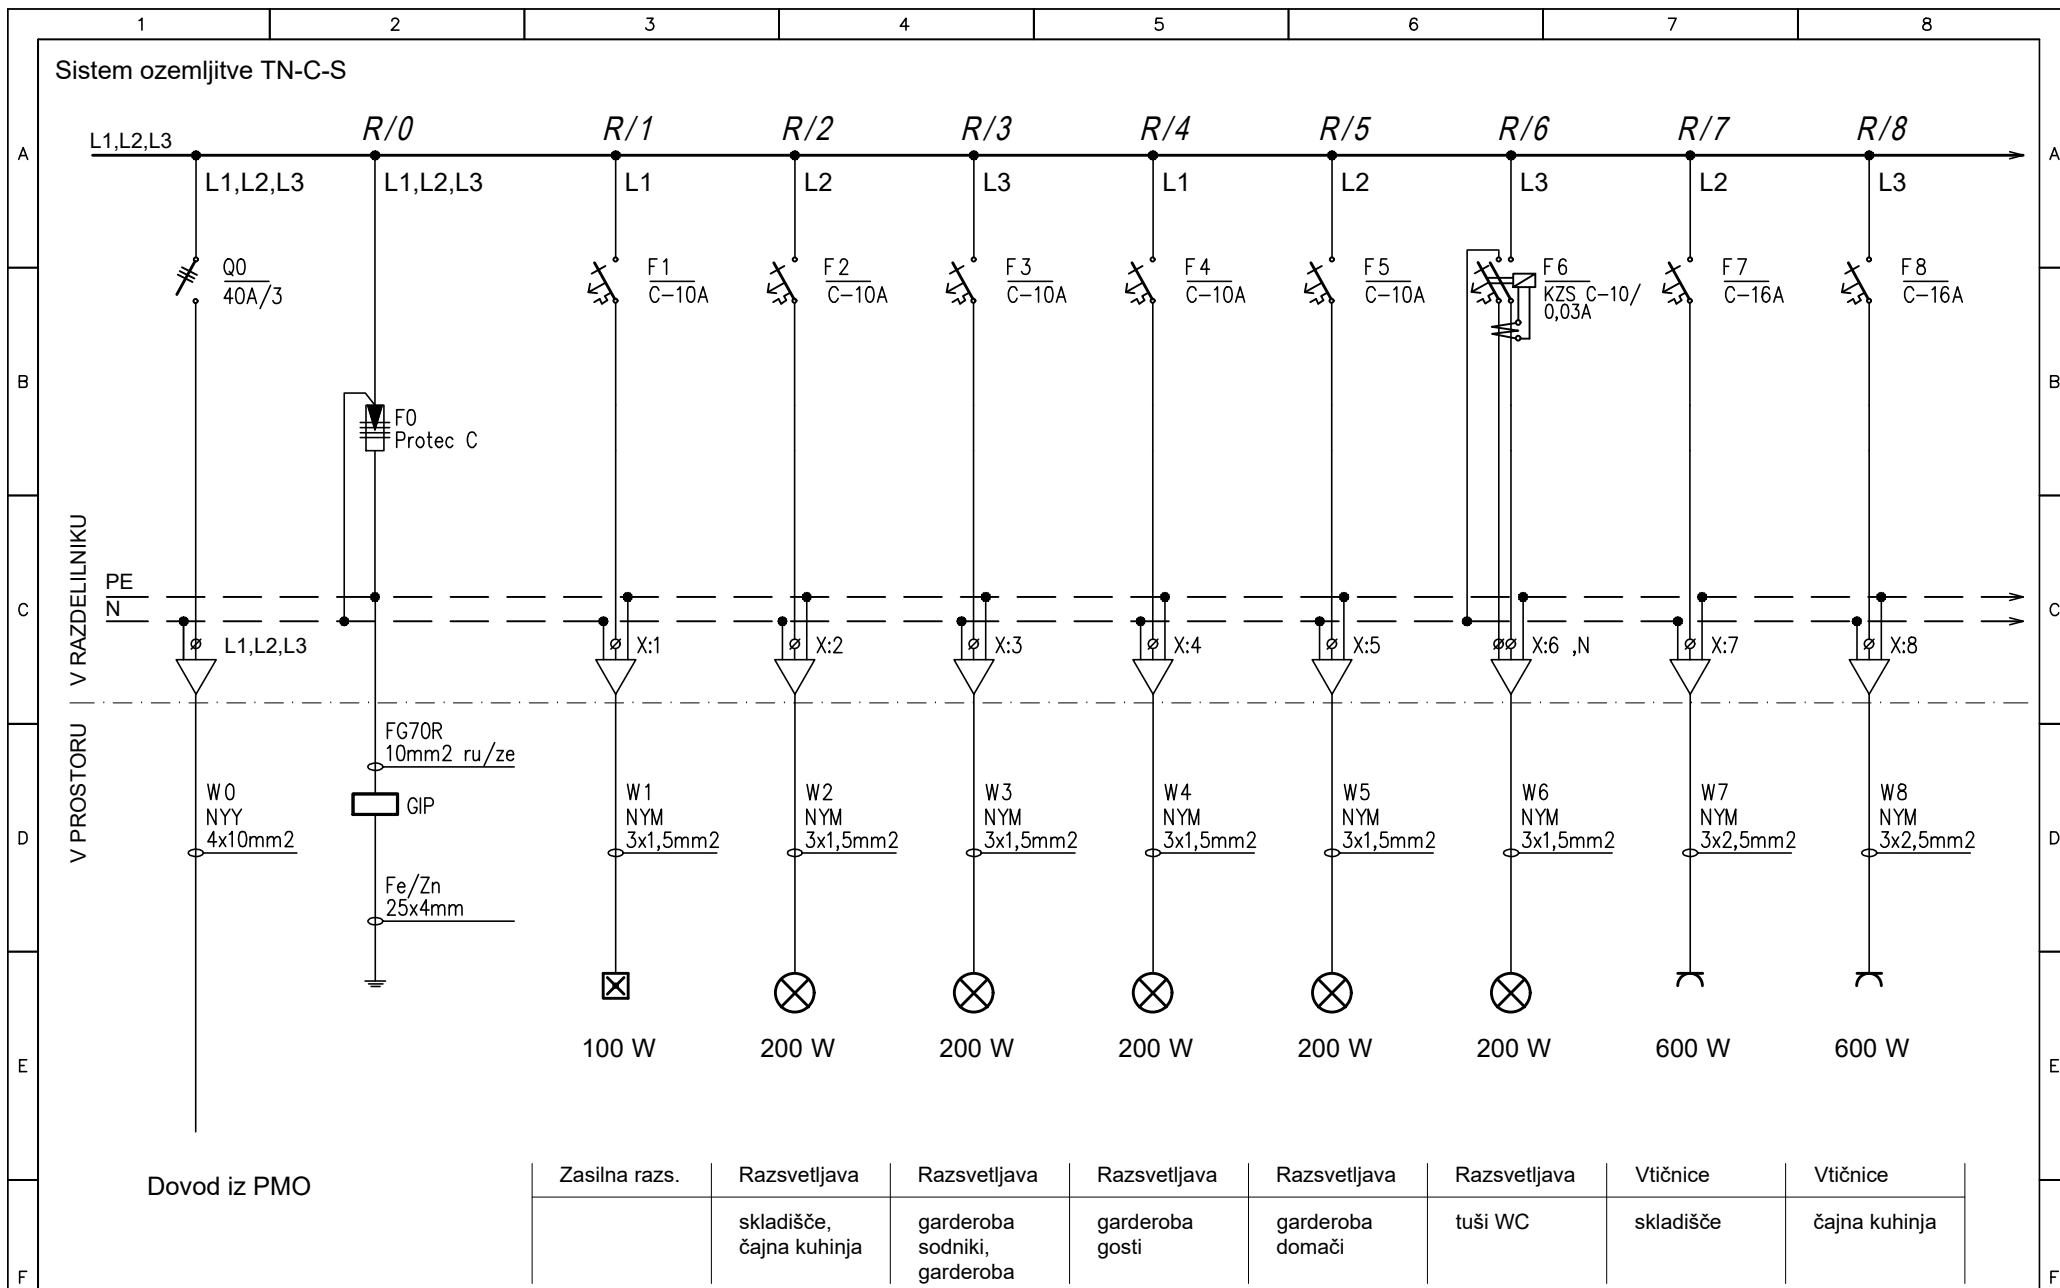 1 2 3 4 5 6 7 8
Sistem ozemljitve TN-C-S
R/0 R/1 R/2 R/3 R/4 R/5 R/6 R/7 R/8
L1,L2,L3
A A
L1,L2,L3 L1,L2,L3 L1 L2 L3 L1 L2 L3 L2 L3
Q0 F1 F2 F3 F4 F5 F6 F7 F8
40A/3 C-10A C-10A C-10A C-10A C-10A KZS C-10/ C-16A C-16A
0,03A
B B
F0
Protec C
V RAZDELILNIKU
PE
N
C C
L1,L2,L3 X:1 X:2 X:3 X:4 X:5 X:6 ,N X:7 X:8
V PROSTORU
FG70R
10mm2 ru/ze
GIP
W0 W1 W2 W3 W4 W5 W6 W7 W8
NYY NYM NYM NYM NYM NYM NYM NYM NYM
4x10mm2 3x1,5mm2 3x1,5mm2 3x1,5mm2 3x1,5mm2 3x1,5mm2 3x1,5mm2 3x2,5mm2 3x2,5mm2
D D
Fe/Zn
25x4mm
100 W 200 W 200 W 200 W 200 W 200 W 600 W 600 W
E E
Dovod iz PMO
Zasilna razs. Razsvetljava Razsvetljava Razsvetljava Razsvetljava Razsvetljava Vtičnice Vtičnice
skladišče, garderoba garderoba garderoba tuši WC skladišče čajna kuhinja
čajna kuhinja sodniki, gosti domači
garderoba
F F